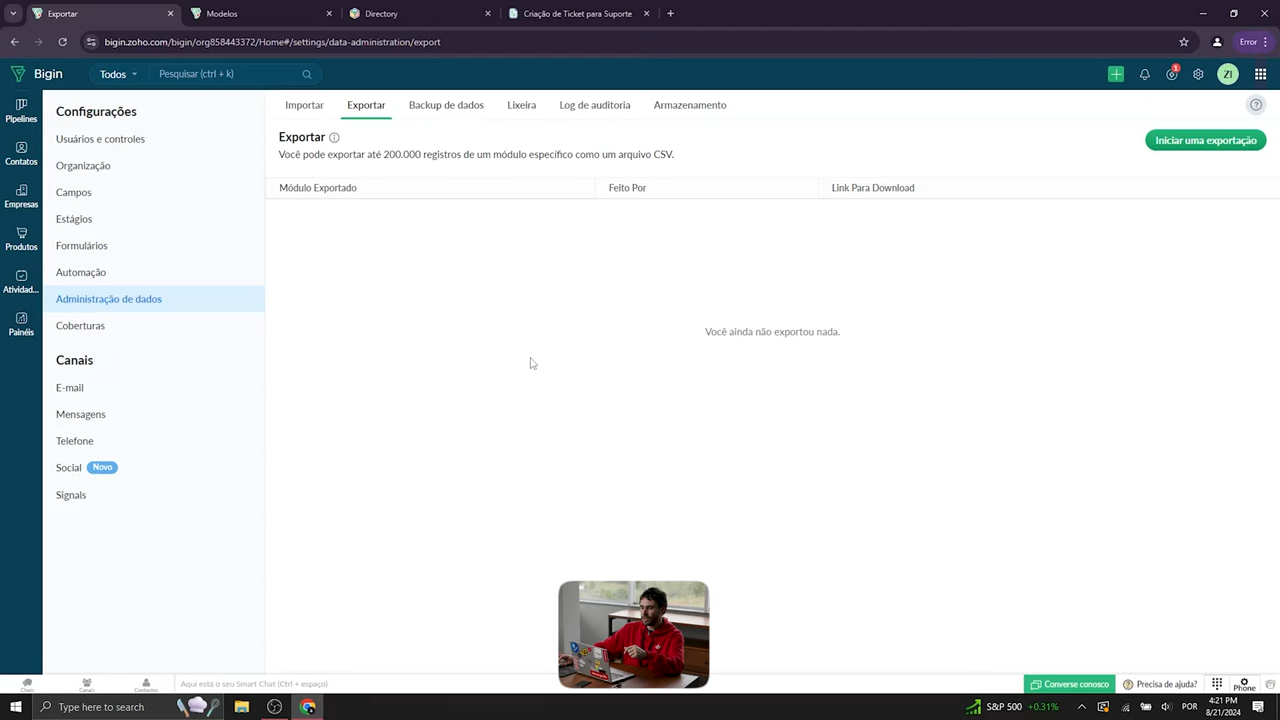 Exportar
Modelos
Directory
Criação de Ticket para Suporte
bigin.zoho.com/bigin/org858443372/Home#/settings/data-administration/export
Error
Bigin
Todos
Pesquisar (ctrl + k)
1
ZI
Pipelines
Contatos
Empresas
Produtos
Atividad...
Painéis
Configurações
Usuários e controles
Organização
Campos
Estágios
Formulários
Automação
Administração de dados
Coberturas
Canais
E-mail
Mensagens
Telefone
Social Novo
Signals
Importar
Exportar
Backup de dados
Lixeira
Log de auditoria
Armazenamento
Exportar
Você pode exportar até 200.000 registros de um módulo específico como um arquivo CSV.
Iniciar uma exportação
Módulo Exportado
Feito Por
Link Para Download
Você ainda não exportou nada.
Chats
Canais
Contactos
Aqui está o seu Smart Chat (Ctrl + espaço)
Converse conosco
Precisa de ajuda?
Phone
Type here to search
S&P 500 +0.31%
POR
4:21 PM
8/21/2024